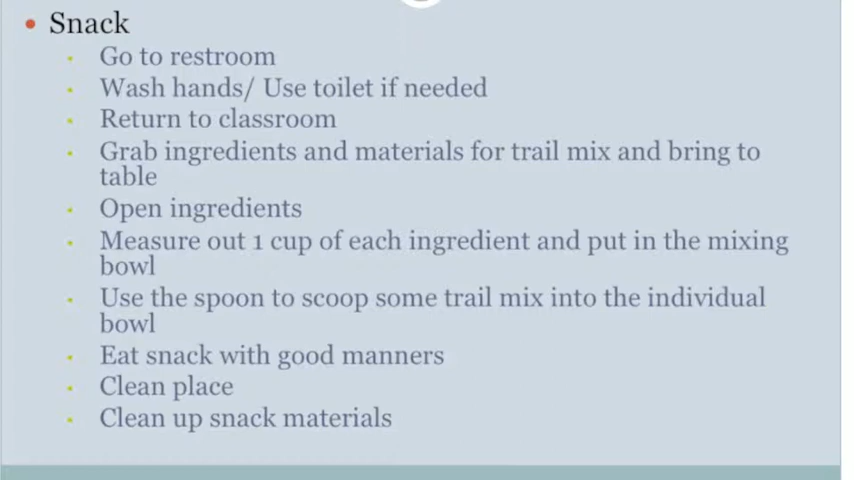 Snack
Go to restroom
Wash hands/ Use toilet if needed
Return to classroom
Grab ingredients and materials for trail mix and bring to
table
Open ingredients
Measure out 1 cup of each ingredient and put in the mixing
bowl
Use the spoon to scoop some trail mix into the individual
bowl
Eat snack with good manners
Clean place
Clean up snack materials